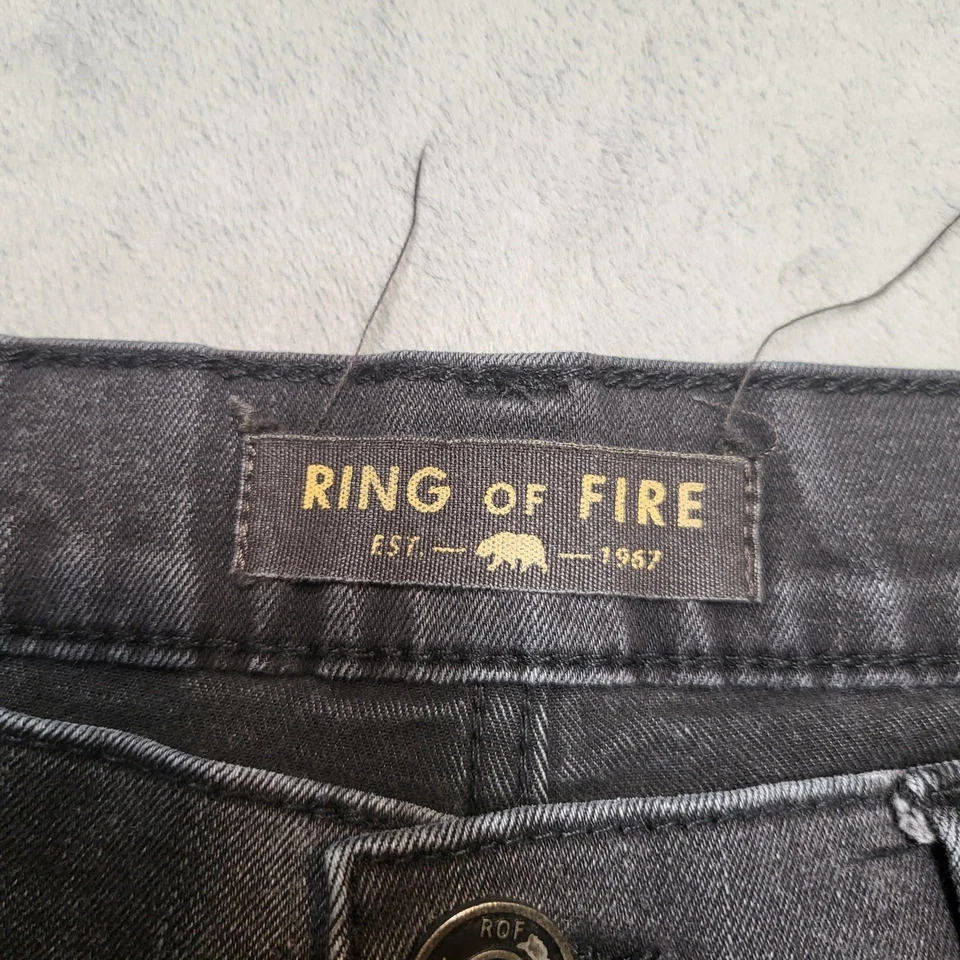 RING OF FIRE
EST. — — 1967
ROF